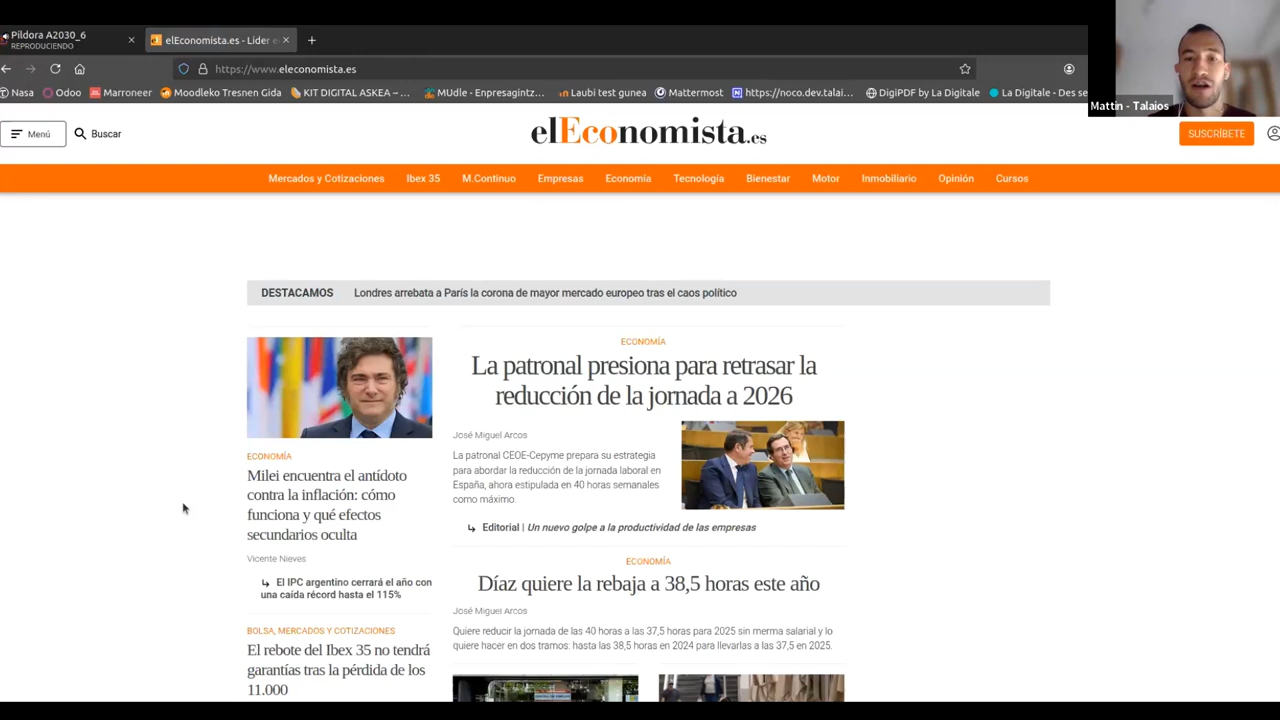 Píldora A2030_6
REPRODUCIENDO
elEconomista.es - Líder e
https://www.eleconomista.es
Nasa
Odoo
Marroneer
Moodleko Tresnen Gida
KIT DIGITAL ASKEA – …
MUdle - Enpresagintz…
Laubi test gunea
Mattermost
https://noco.dev.talai…
DigiPDF by La Digitale
La Digitale - Des se
Mattin - Talaios
Menú
Buscar
elEconomista.es
SUSCRÍBETE
Mercados y Cotizaciones
Ibex 35
M.Continuo
Empresas
Economía
Tecnología
Bienestar
Motor
Inmobiliario
Opinión
Cursos
DESTACAMOS
Londres arrebata a París la corona de mayor mercado europeo tras el caos político
ECONOMÍA
Milei encuentra el antídoto
contra la inflación: cómo
funciona y qué efectos
secundarios oculta
Vicente Nieves
El IPC argentino cerrará el año con
una caída récord hasta el 115%
BOLSA, MERCADOS Y COTIZACIONES
El rebote del Ibex 35 no tendrá
garantías tras la pérdida de los
11.000
ECONOMÍA
La patronal presiona para retrasar la
reducción de la jornada a 2026
José Miguel Arcos
La patronal CEOE-Cepyme prepara su estrategia
para abordar la reducción de la jornada laboral en
España, ahora estipulada en 40 horas semanales
como máximo.
Editorial | Un nuevo golpe a la productividad de las empresas
ECONOMÍA
Díaz quiere la rebaja a 38,5 horas este año
José Miguel Arcos
Quiere reducir la jornada de las 40 horas a las 37,5 horas para 2025 sin merma salarial y lo
quiere hacer en dos tramos: hasta las 38,5 horas en 2024 para llevarlas a las 37,5 en 2025.